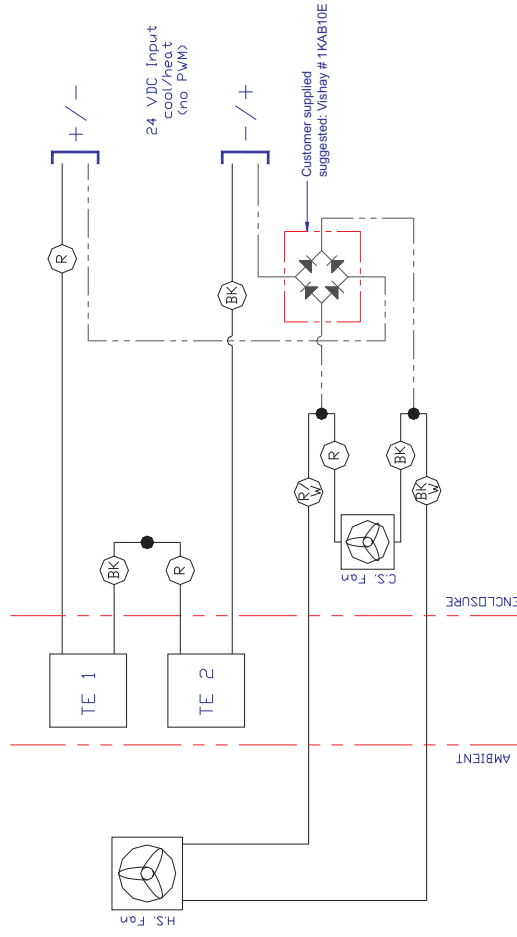 + / -
24 VDC Input
cool/heat
(no PWM)
- / +
Customer supplied
suggested: Vishay # 1KAB10E
R
BK
BK
R
TE 1
TE 2
R/
W
R
BK
BK
W
C.S. Fan
ENCLOSURE
AMBIENT
H.S. Fan